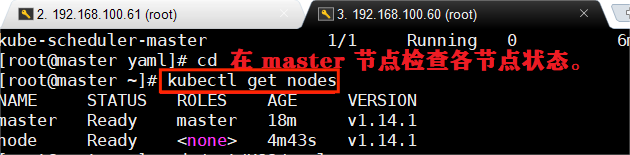 2. 192.168.100.61 (root)
3. 192.168.100.60 (root)
kube-scheduler-master 1/1 Running 0 6m
[root@master yaml]# cd
在 master 节点检查各节点状态。
[root@master ~]# kubectl get nodes
NAME STATUS ROLES AGE VERSION
master Ready master 18m v1.14.1
node Ready <none> 4m43s v1.14.1